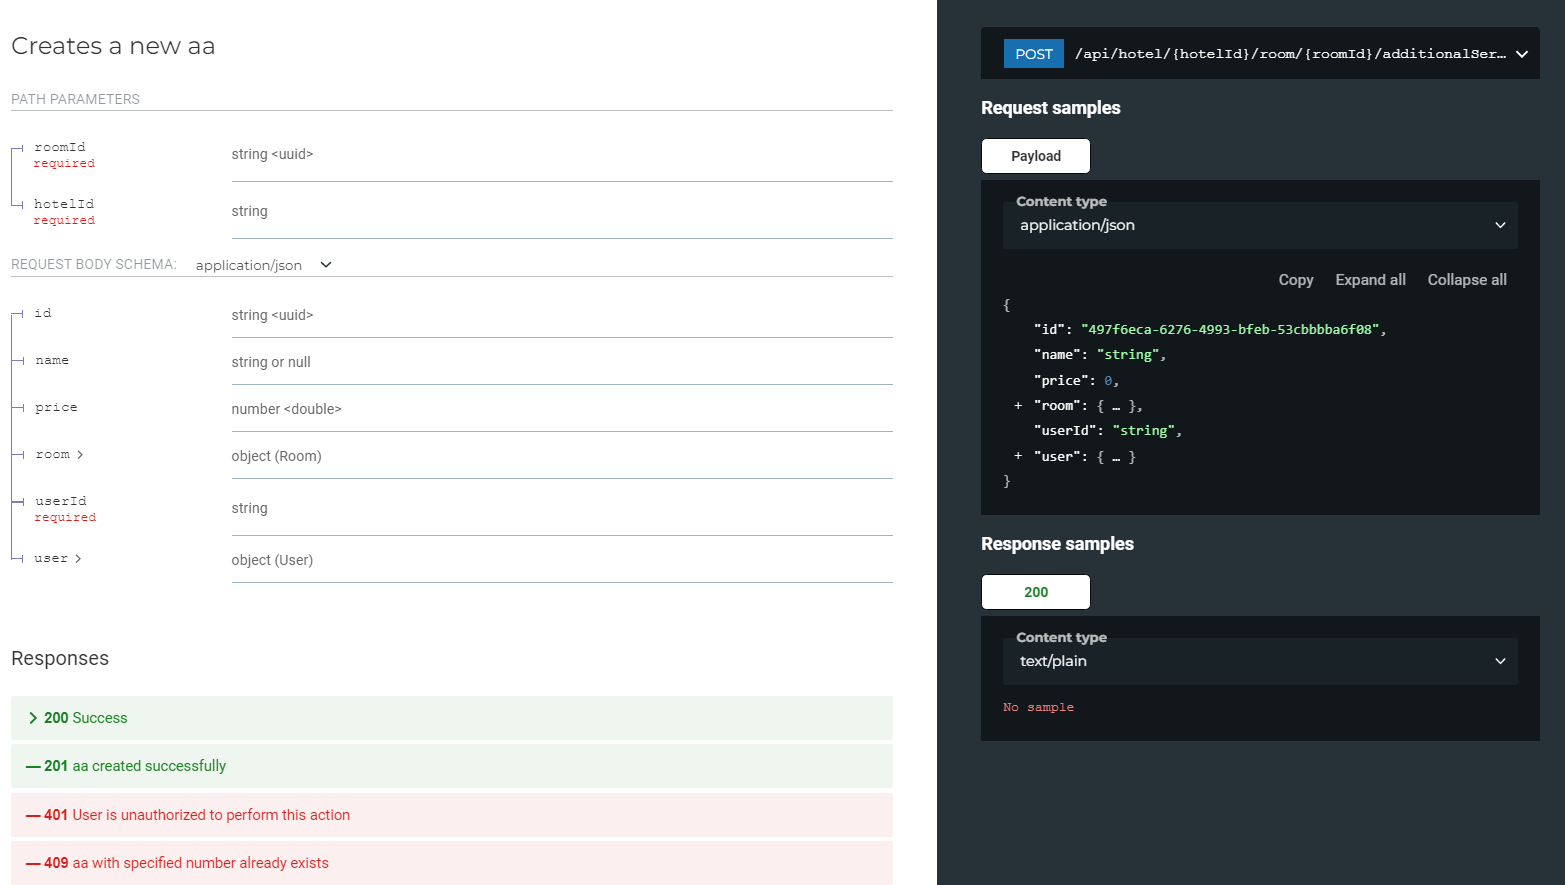 Creates a new aa
PATH PARAMETERS
roomId
required
string <uuid>
hotelId
required
string
REQUEST BODY SCHEMA: application/json
id
string <uuid>
name
string or null
price
number <double>
room
object (Room)
userId
required
string
user
object (User)
Responses
200 Success
201 aa created successfully
401 User is unauthorized to perform this action
409 aa with specified number already exists
POST /api/hotel/{hotelId}/room/{roomId}/additionalSer...
Request samples
Payload
Content type
application/json
Copy Expand all Collapse all
{
"id": "497f6eca-6276-4993-bfeb-53cbbbba6f08",
"name": "string",
"price": 0,
+ "room": { … },
"userId": "string",
+ "user": { … }
}
Response samples
200
Content type
text/plain
No sample